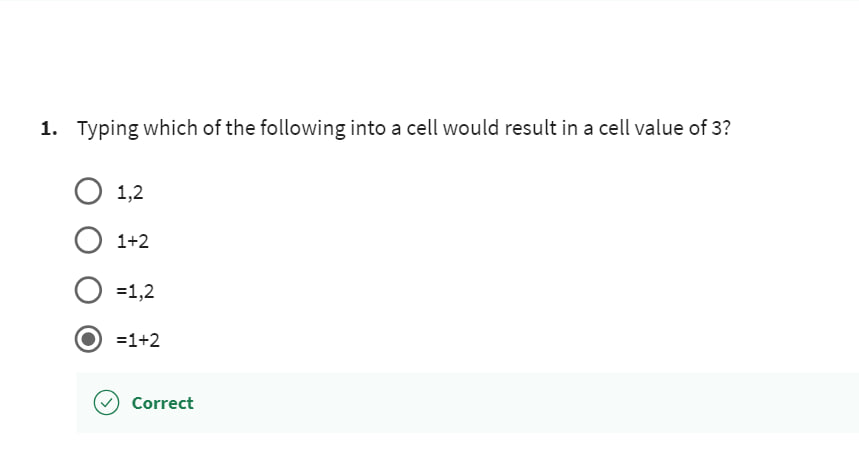 1. Typing which of the following into a cell would result in a cell value of 3?
1,2
1+2
=1,2
=1+2
Correct